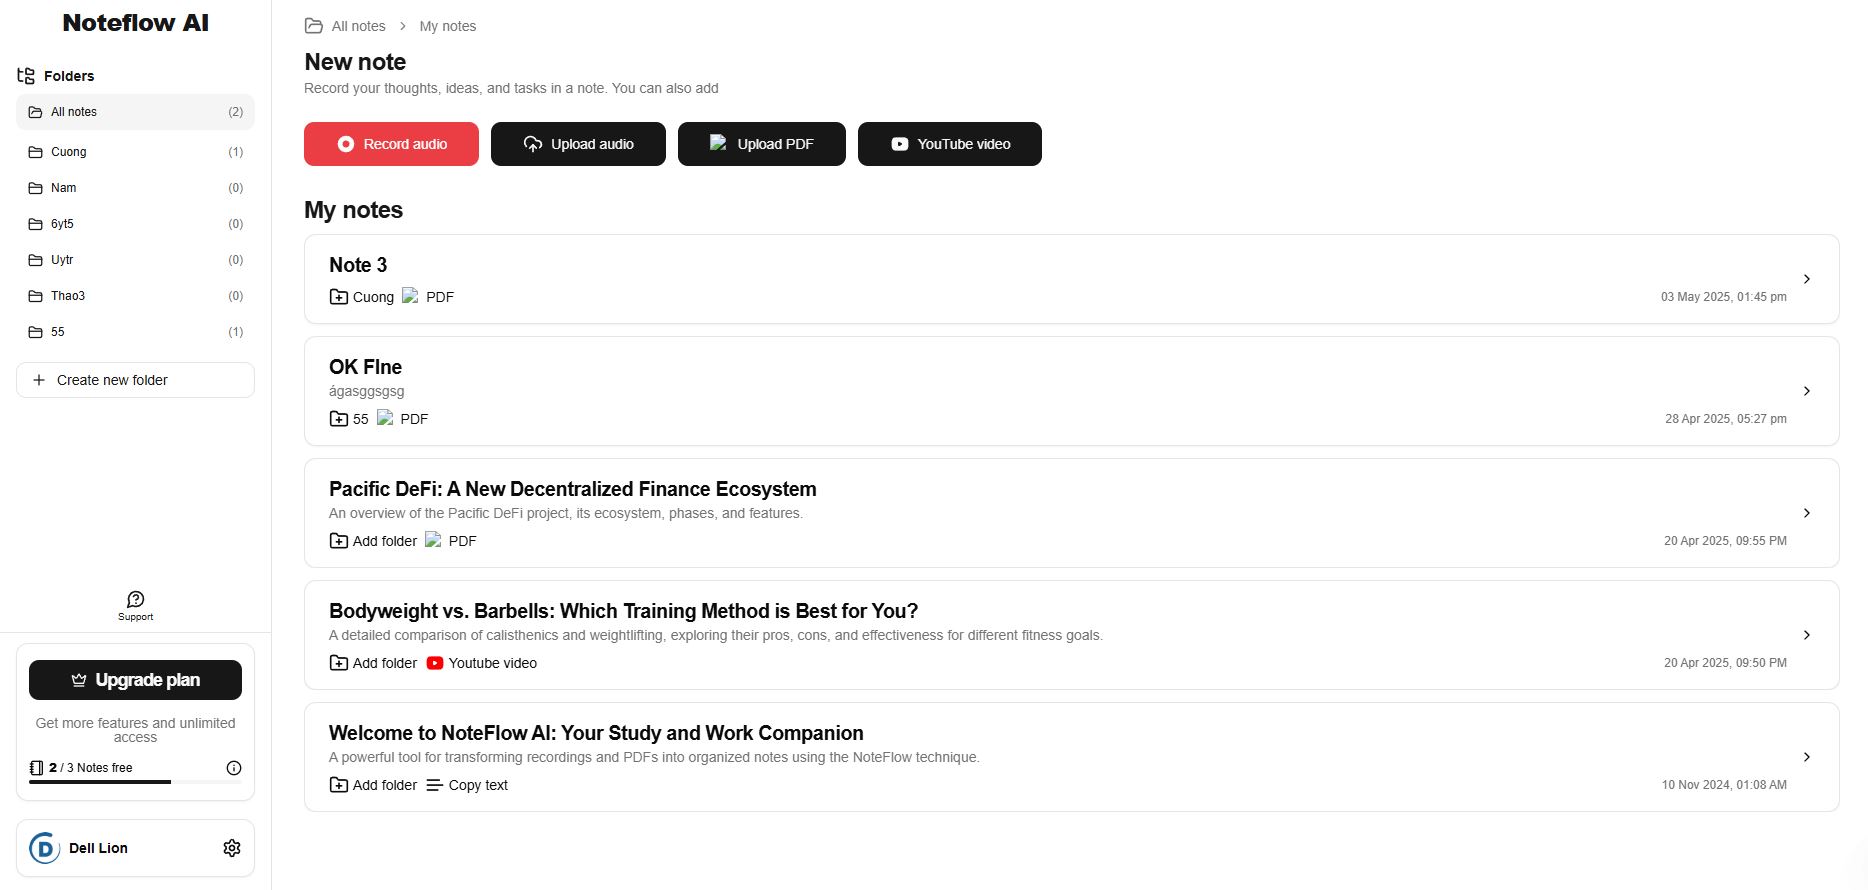 Noteflow AI
Folders
All notes (2)
Cuong (1)
Nam (0)
6yt5 (0)
Uytr (0)
Thao3 (0)
55 (1)
Create new folder
Support
Upgrade plan
Get more features and unlimited
access
2 / 3 Notes free
Dell Lion
All notes > My notes
New note
Record your thoughts, ideas, and tasks in a note. You can also add
Record audio
Upload audio
Upload PDF
YouTube video
My notes
Note 3
Cuong PDF
03 May 2025, 01:45 pm
OK FIne
ágasggsgsg
55 PDF
28 Apr 2025, 05:27 pm
Pacific DeFi: A New Decentralized Finance Ecosystem
An overview of the Pacific DeFi project, its ecosystem, phases, and features.
Add folder PDF
20 Apr 2025, 09:55 PM
Bodyweight vs. Barbells: Which Training Method is Best for You?
A detailed comparison of calisthenics and weightlifting, exploring their pros, cons, and effectiveness for different fitness goals.
Add folder Youtube video
20 Apr 2025, 09:50 PM
Welcome to NoteFlow AI: Your Study and Work Companion
A powerful tool for transforming recordings and PDFs into organized notes using the NoteFlow technique.
Add folder Copy text
10 Nov 2024, 01:08 AM